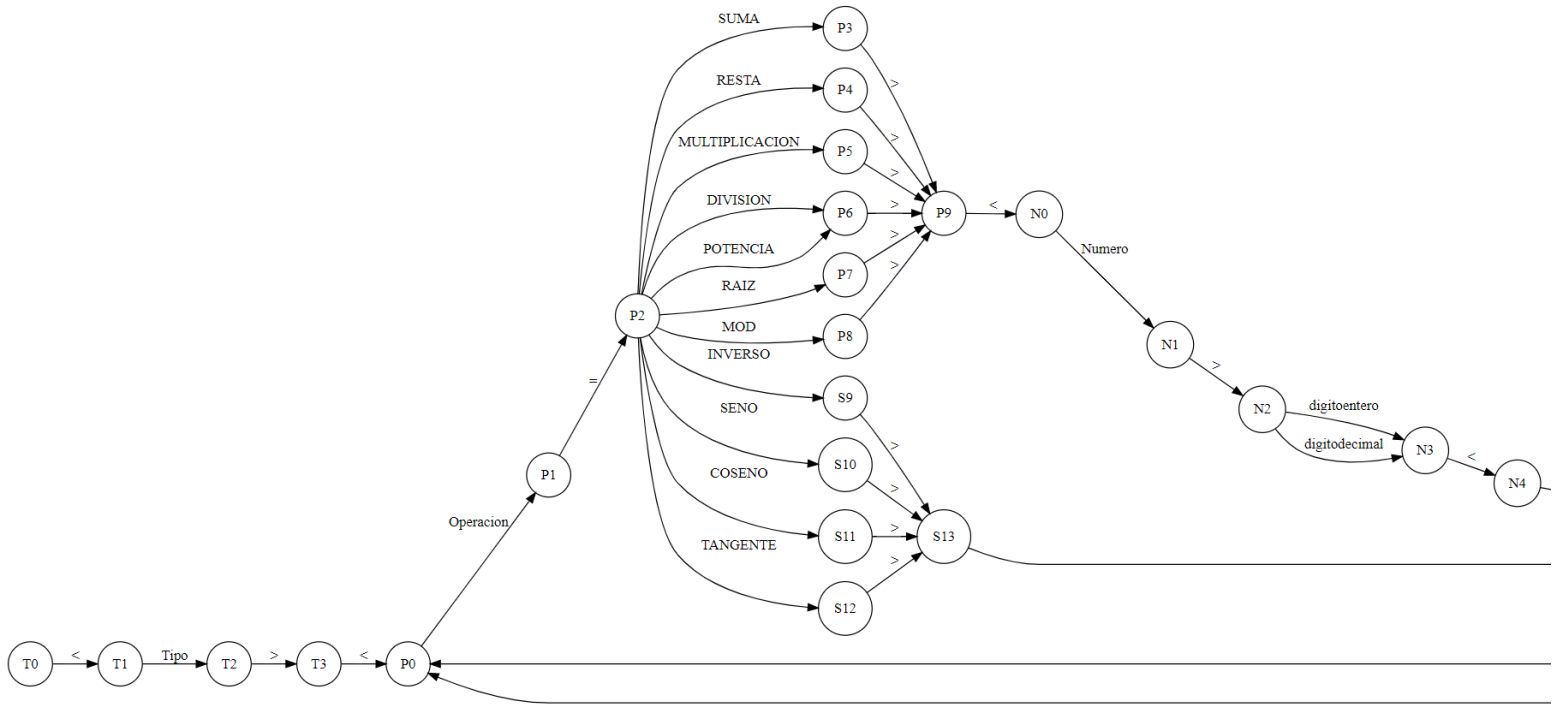 SUMA
P3
>
RESTA
P4
>
MULTIPLICACION
P5
>
DIVISION
P6
>
P9
<
N0
POTENCIA
>
Numero
RAIZ
P7
>
P2
MOD
P8
N1
INVERSO
>
=
S9
SENO
N2
digitoentero
digitodecimal
N3
<
N4
>
P1
COSENO
S10
>
Operacion
TANGENTE
S11
>
S13
>
S12
T0
<
T1
Tipo
T2
>
T3
<
P0